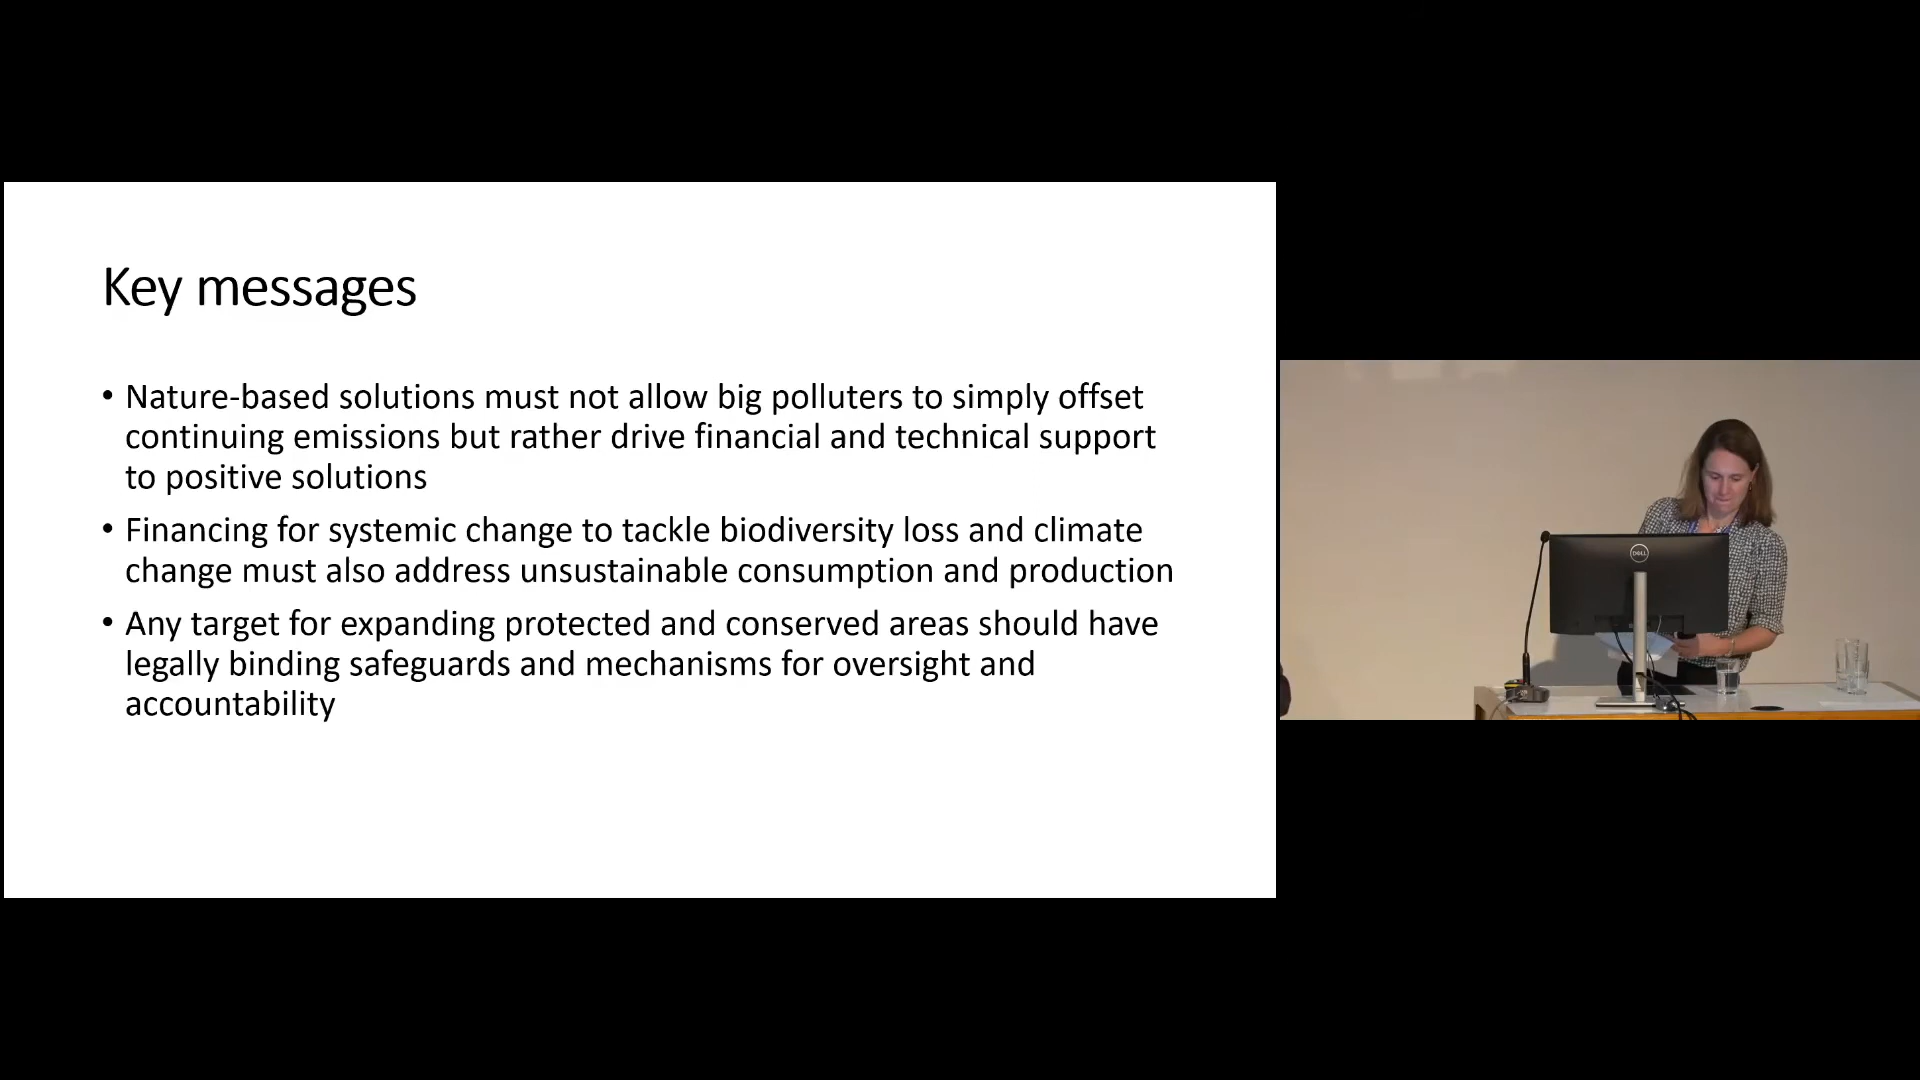 Key messages
• Nature-based solutions must not allow big polluters to simply offset
continuing emissions but rather drive financial and technical support
to positive solutions
• Financing for systemic change to tackle biodiversity loss and climate
change must also address unsustainable consumption and production
• Any target for expanding protected and conserved areas should have
legally binding safeguards and mechanisms for oversight and
accountability
DELL